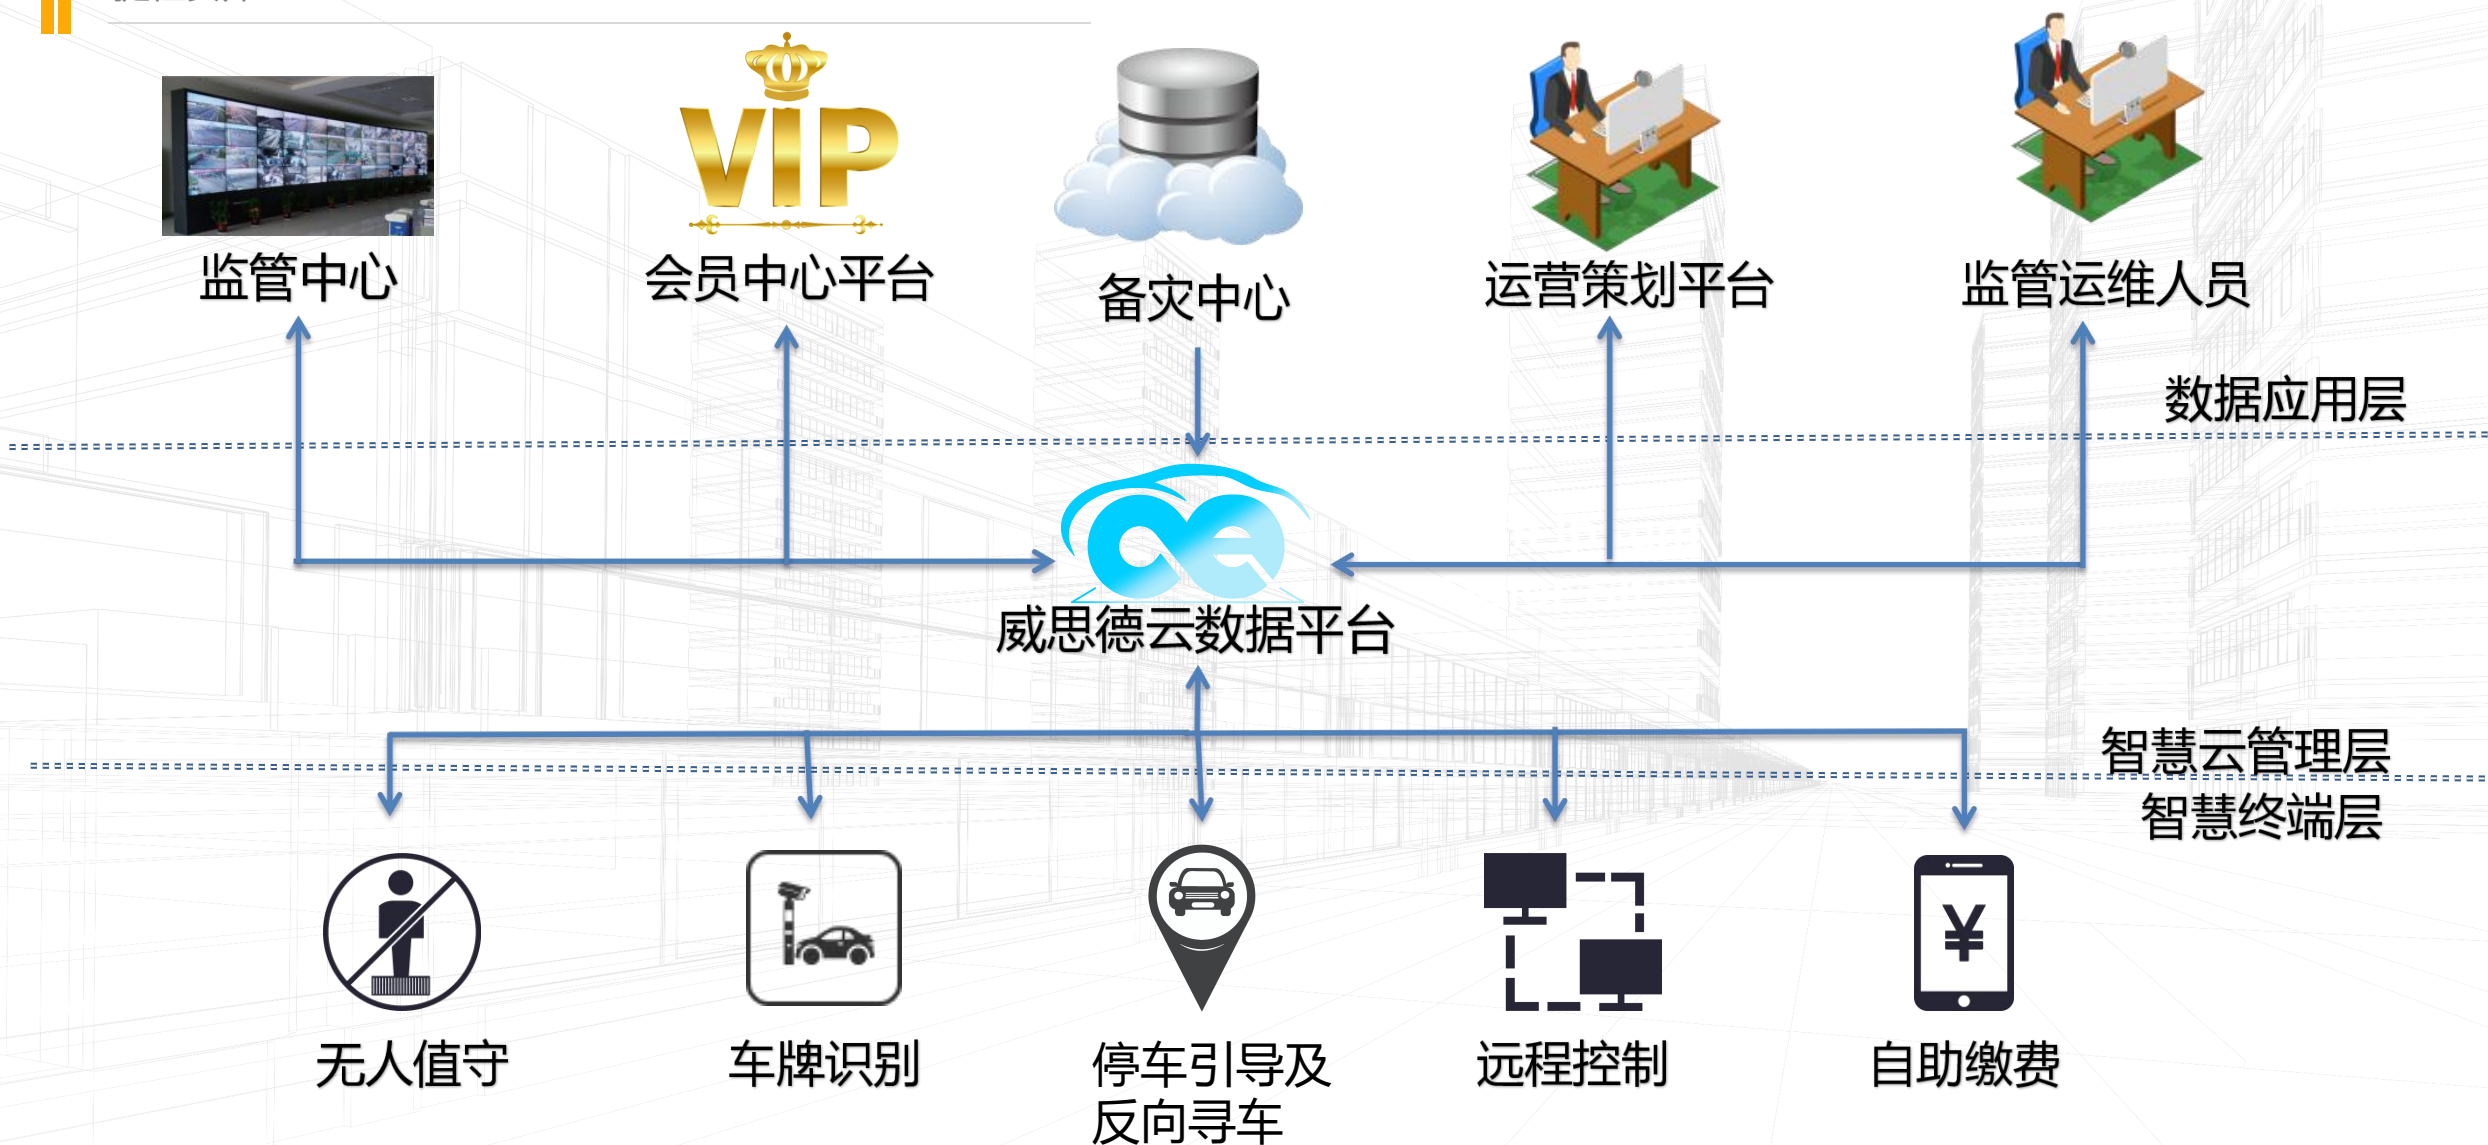 VIP
监管中心
会员中心平台
备灾中心
运营策划平台
监管运维人员
数据应用层
威思德云数据平台
智慧云管理层
智慧终端层
¥
无人值守
车牌识别
停车引导及
反向寻车
远程控制
自助缴费